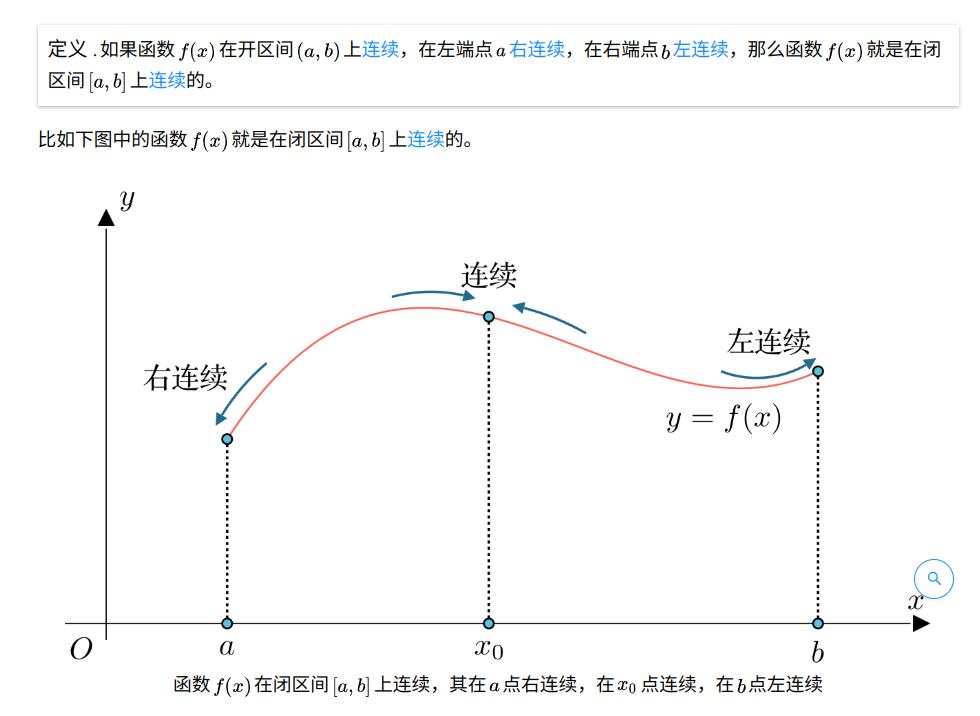 定义 .如果函数 f(x) 在开区间 (a, b) 上连续，在左端点 a 右连续，在右端点 b 左连续，那么函数 f(x) 就是在闭
区间 [a, b] 上连续的。
比如下图中的函数 f(x) 就是在闭区间 [a, b] 上连续的。
y
连续
左连续
右连续
y = f(x)
x
O a x₀ b
函数 f(x) 在闭区间 [a, b] 上连续，其在 a 点右连续，在 x₀ 点连续，在 b 点左连续